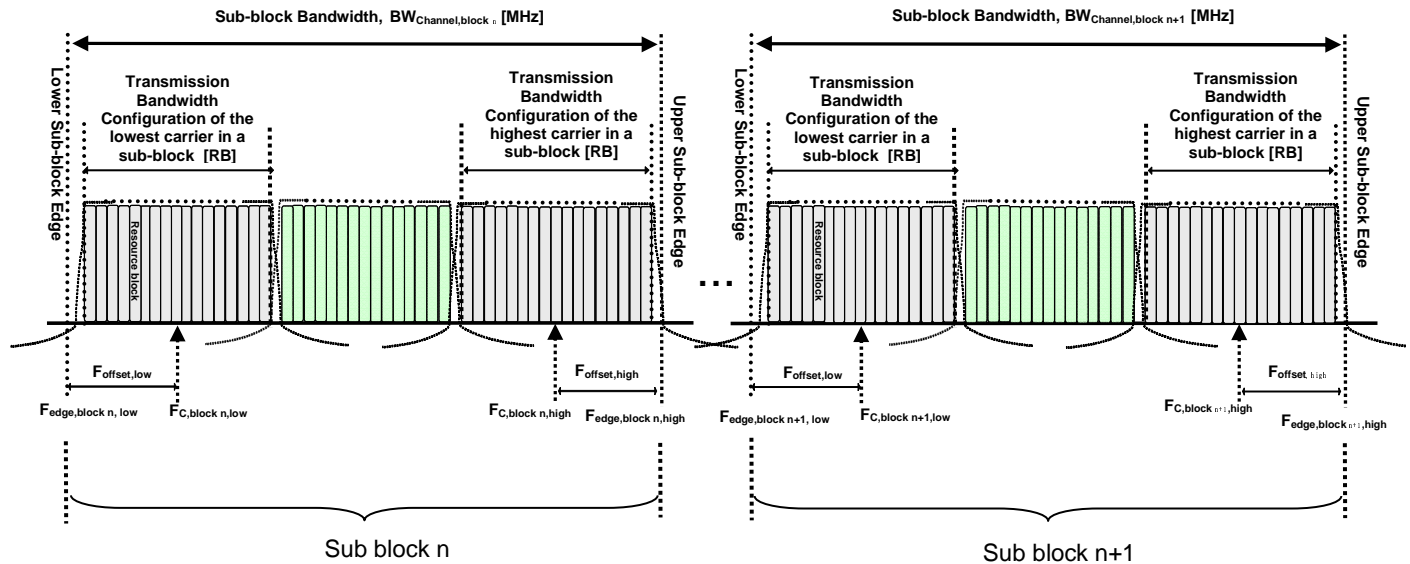 Sub-block Bandwidth, BWChannel,block n [MHz]
Sub-block Bandwidth, BWChannel,block n+1 [MHz]
Lower Sub-block Edge
Transmission
Bandwidth
Configuration of the
lowest carrier in a
sub-block [RB]
Transmission
Bandwidth
Configuration of the
highest carrier in a
sub-block [RB]
Upper Sub-block Edge
Resource block
...
Lower Sub-block Edge
Transmission
Bandwidth
Configuration of the
lowest carrier in a
sub-block [RB]
Transmission
Bandwidth
Configuration of the
highest carrier in a
sub-block [RB]
Upper Sub-block Edge
Resource block
Foffset,low
Foffset,high
Fedge,block n, low
FC,block n,low
FC,block n,high
Fedge,block n,high
Foffset,low
Foffset,high
Fedge,block n+1, low
FC,block n+1,low
FC,block n+1,high
Fedge,block n+1,high
Sub block n
Sub block n+1